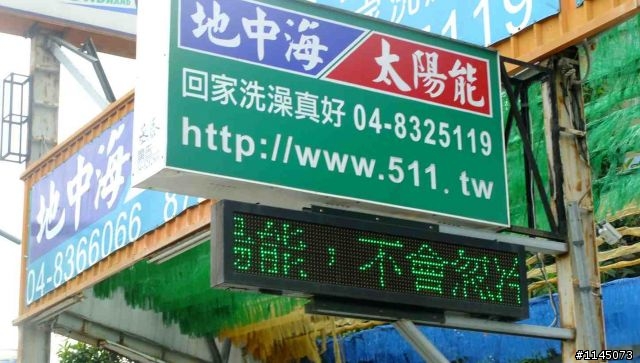 地中海 太陽能
回家洗澡真好 04-8325119
http://www.511.tw
能，不會忽冷
地中海
04-8366066
119
#1145073